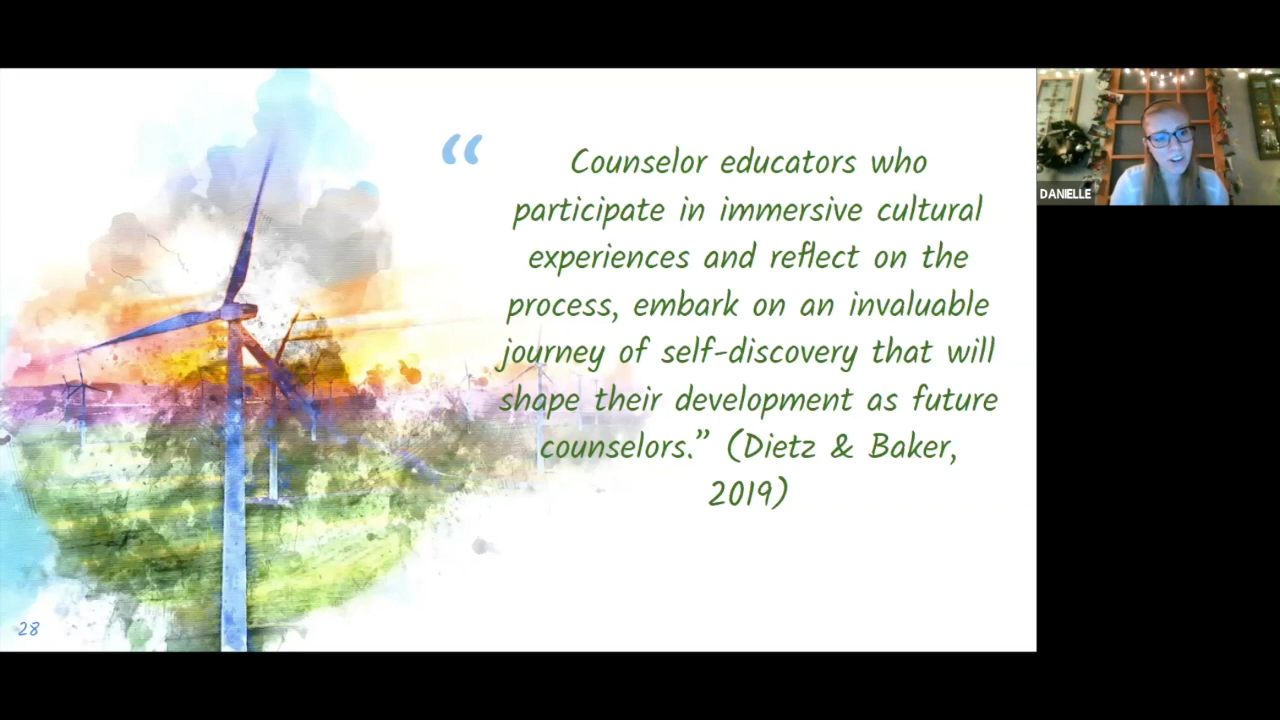 “
Counselor educators who
participate in immersive cultural
experiences and reflect on the
process, embark on an invaluable
journey of self-discovery that will
shape their development as future
counselors.” (Dietz & Baker,
2019)
28
DANIELLE